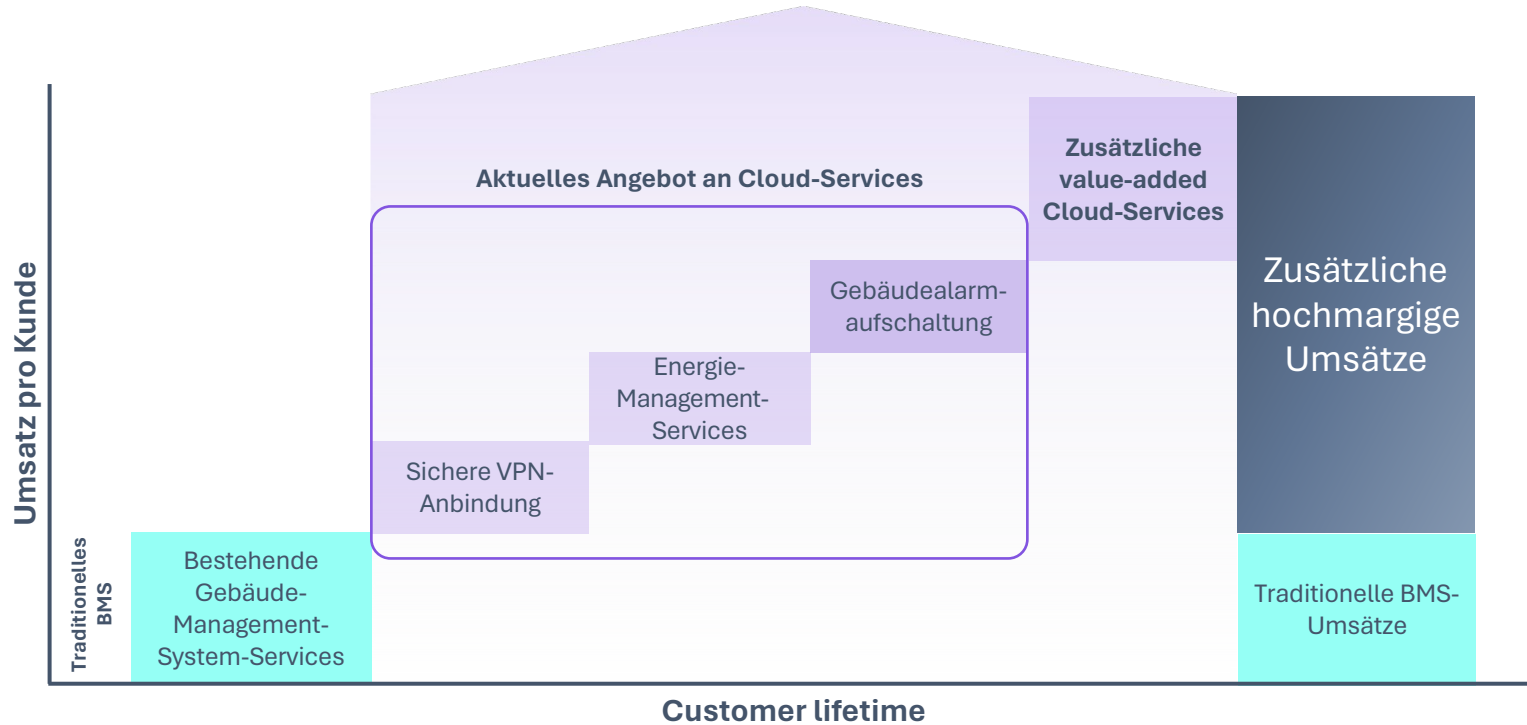 Umsatz pro Kunde
Traditionelles
BMS
Bestehende
Gebäude-
Management-
System-Services
Aktuelles Angebot an Cloud-Services
Sichere VPN-
Anbindung
Energie-
Management-
Services
Gebäudealarm-
aufschaltung
Zusätzliche
value-added
Cloud-Services
Zusätzliche
hochmargige
Umsätze
Traditionelle BMS-
Umsätze
Customer lifetime